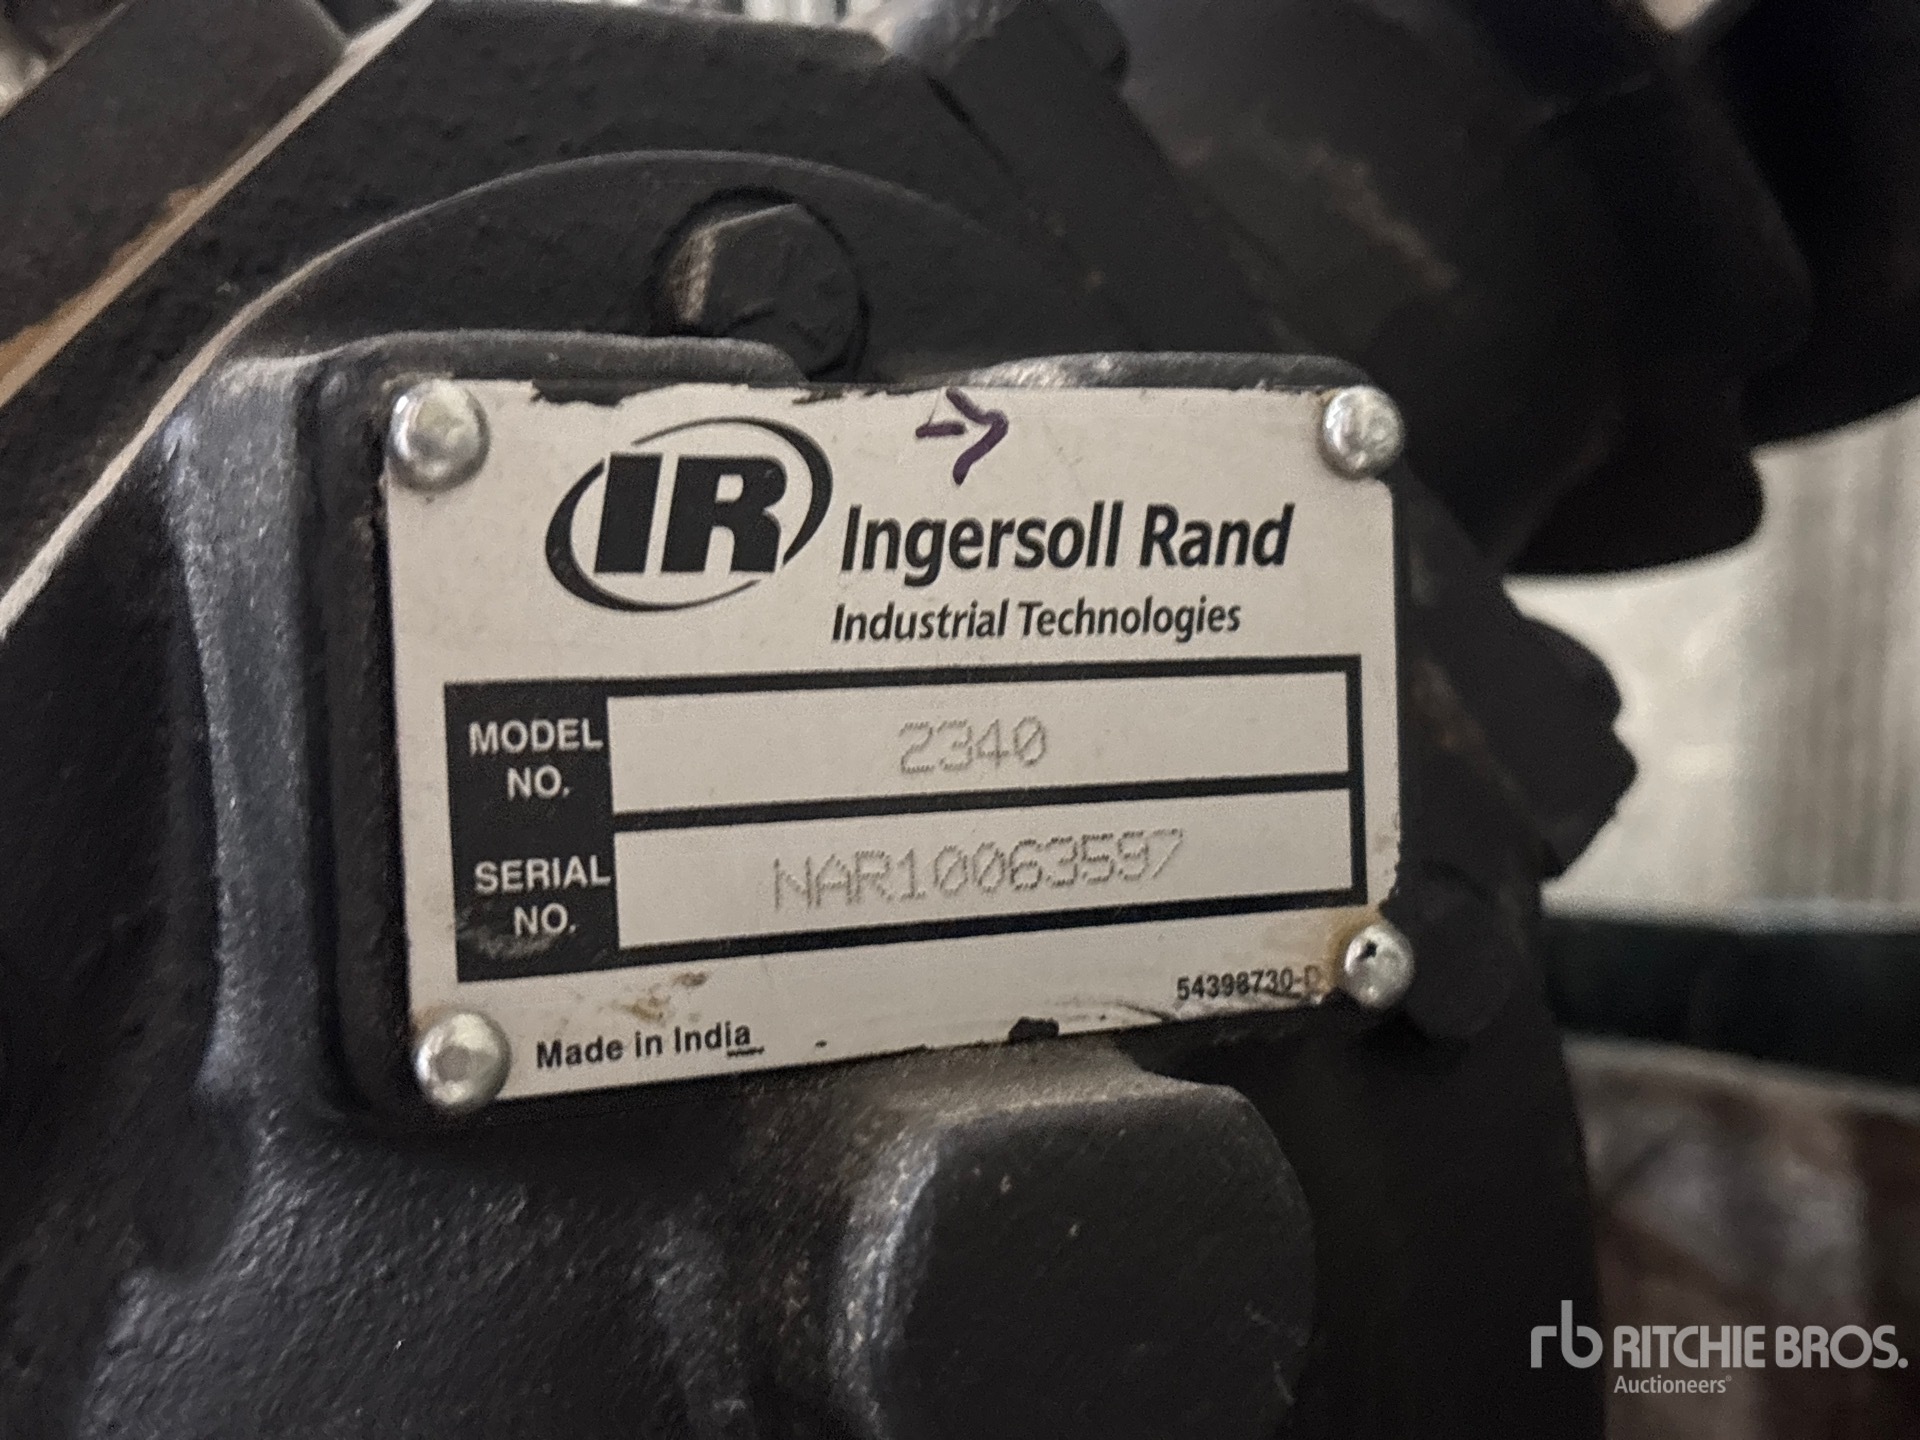 IR Ingersoll Rand
Industrial Technologies
MODEL NO. 2340
SERIAL NO. NAR10063597
54398730-D
Made in India
rb RITCHIE BROS.
Auctioneers